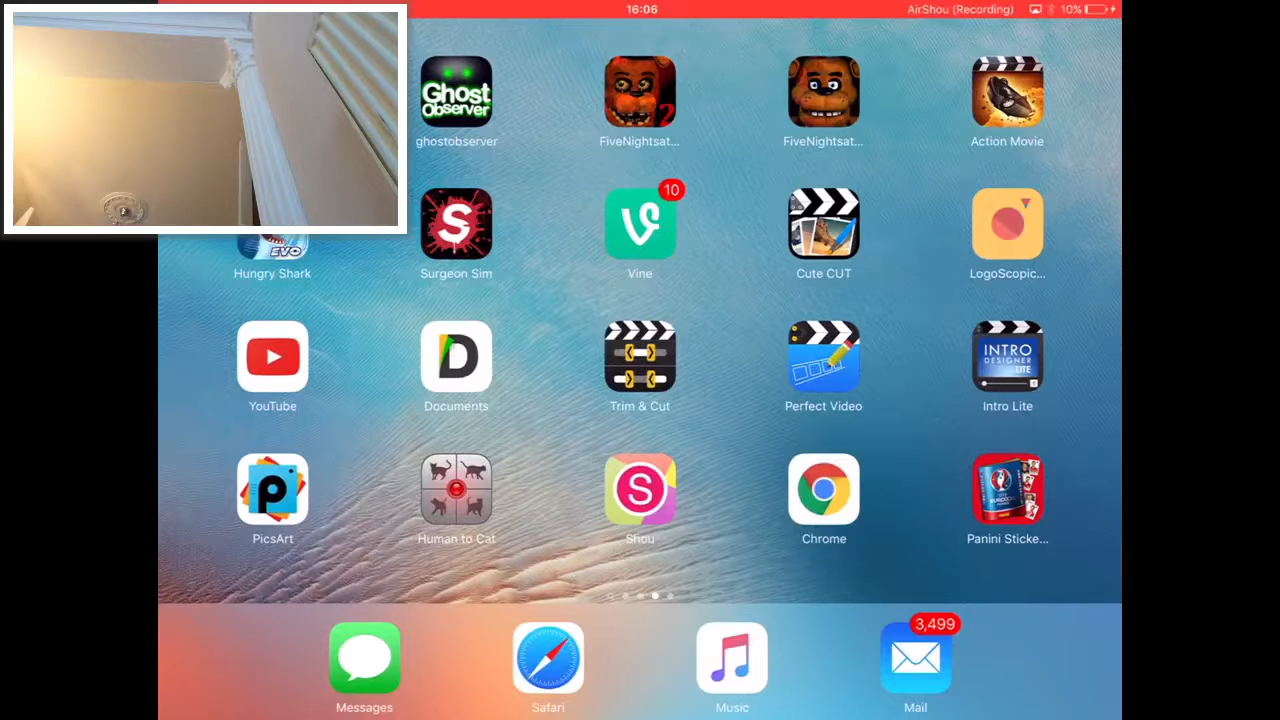 16:06
AirShou (Recording)
10%
Ghost
Observer
2
ghostobserver
FiveNightsat...
FiveNightsat...
Action Movie
10
EVO
S
Hungry Shark
Surgeon Sim
Vine
Cute CUT
LogoScopic...
D
INTRO
DESIGNER
LITE
YouTube
Documents
Trim & Cut
Perfect Video
Intro Lite
p
S
PicsArt
Human to Cat
Shou
Chrome
Panini Sticke...
3,499
Messages
Safari
Music
Mail